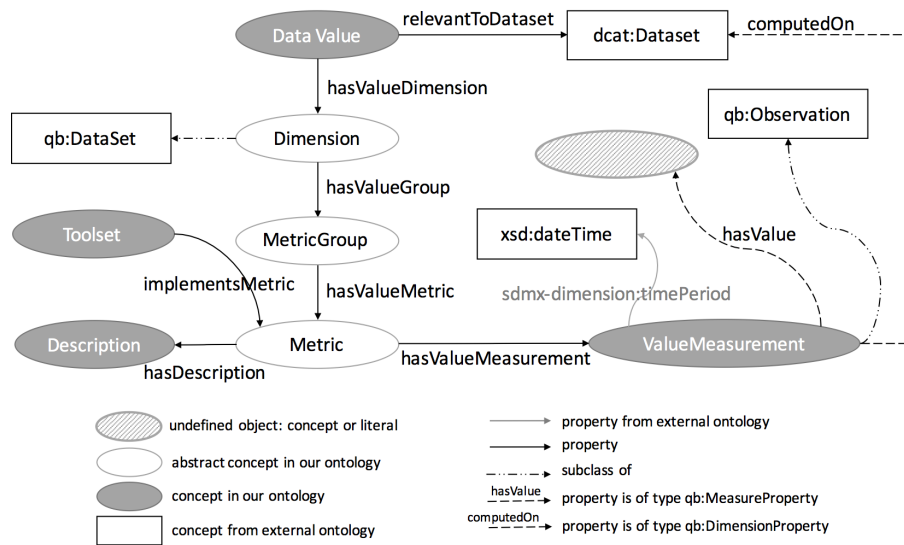 relevantToDataset
Data Value
dcat:Dataset
computedOn
hasValueDimension
qb:DataSet
Dimension
qb:Observation
hasValueGroup
Toolset
MetricGroup
xsd:dateTime
hasValue
implementsMetric
hasValueMetric
sdmx-dimension:timePeriod
Description
Metric
ValueMeasurement
hasDescription
hasValueMeasurement
undefined object: concept or literal
abstract concept in our ontology
concept in our ontology
concept from external ontology
property from external ontology
property
subclass of
hasValue
property is of type qb:MeasureProperty
computedOn
property is of type qb:DimensionProperty